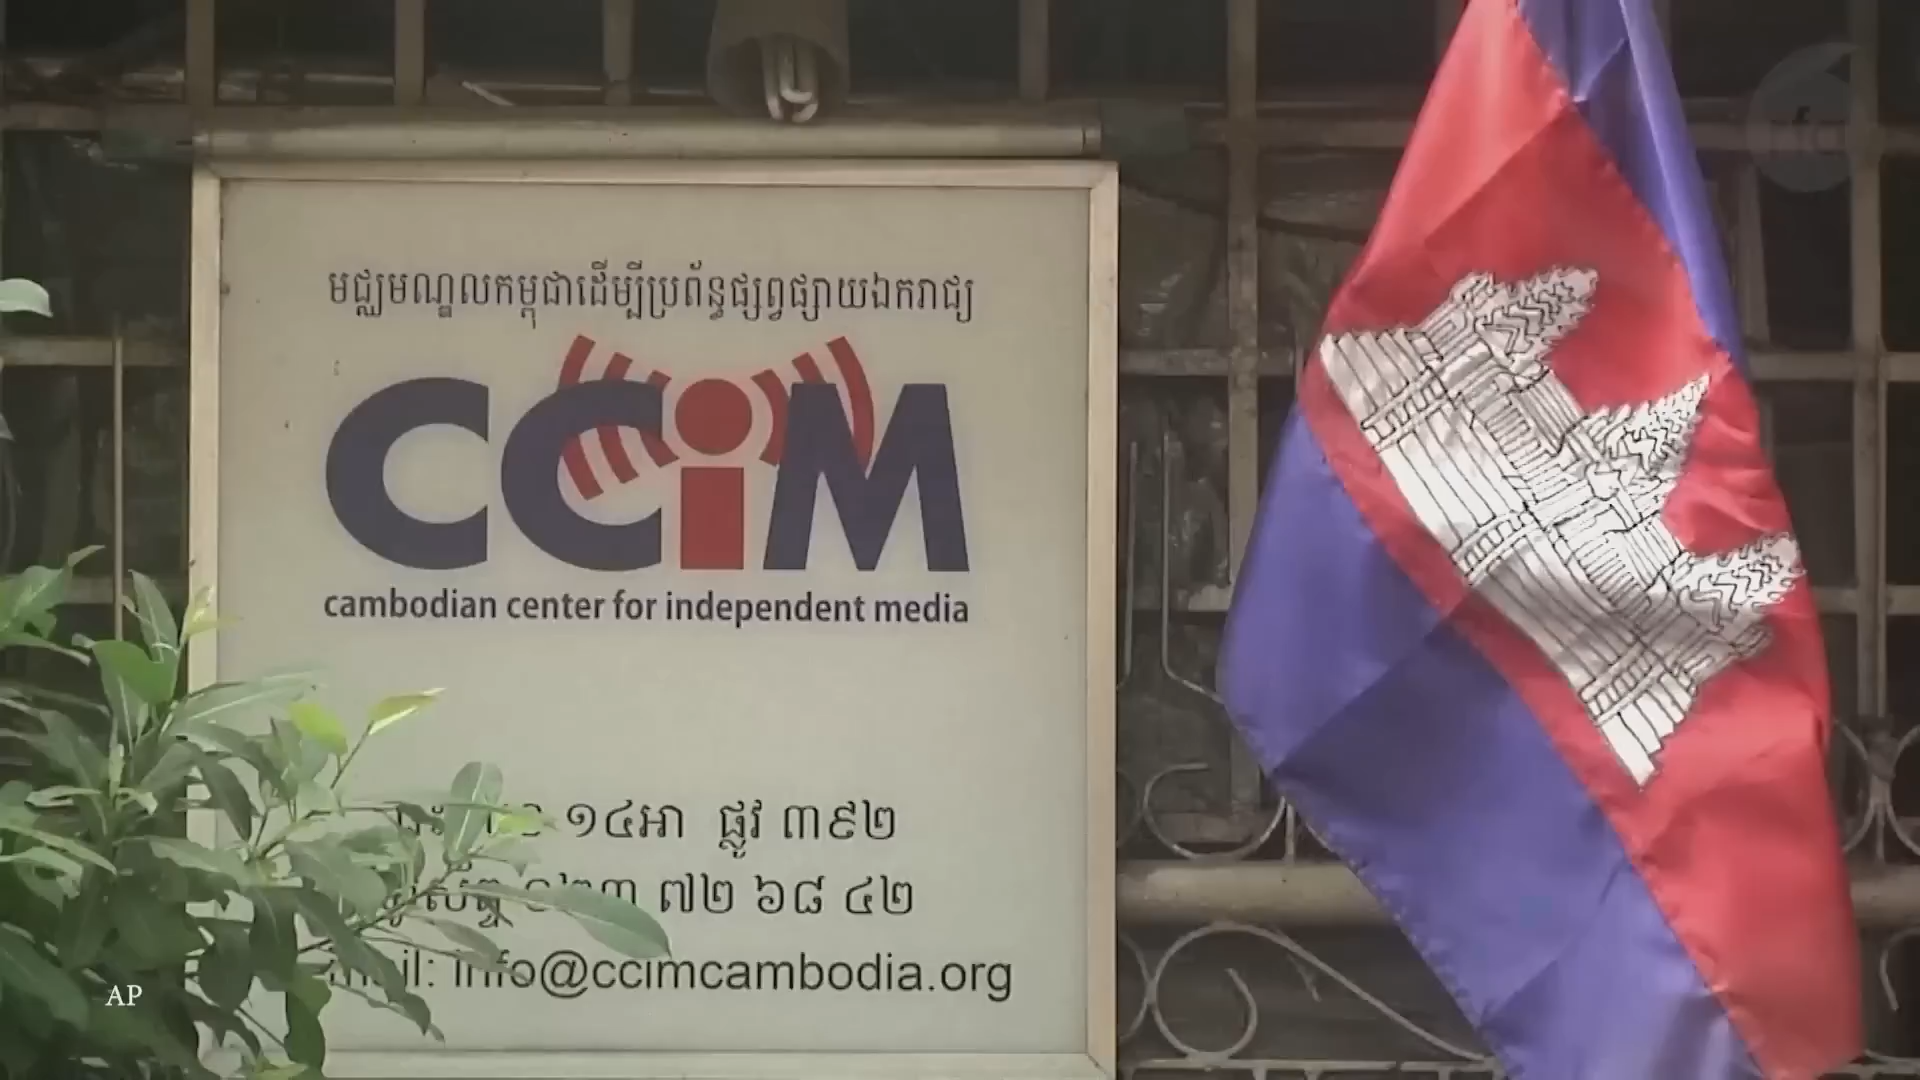 មជ្ឈមណ្ឌលកម្ពុជាដើម្បីប្រព័ន្ធផ្សព្វផ្សាយឯករាជ្យ
CCiM
cambodian center for independent media
១៤អា ផ្លូវ ៣៩២
៧២ ៦៨ ៤២
info@ccimcambodia.org
AP